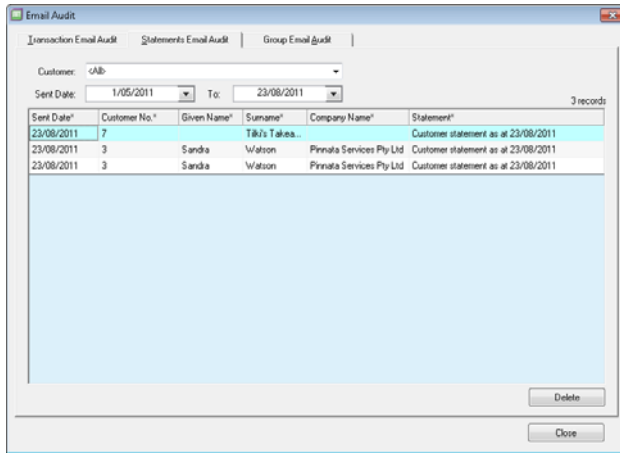 Email Audit
Transaction Email Audit Statements Email Audit Group Email Audit
Customer: <All>
Sent Date: 1/05/2011 To: 23/08/2011
3 records
Sent Date* Customer No.* Given Name* Surname* Company Name* Statement*
23/08/2011 7 Tilki's Takea... Customer statement as at 23/08/2011
23/08/2011 3 Sandra Watson Pinnata Services Pty Ltd Customer statement as at 23/08/2011
23/08/2011 3 Sandra Watson Pinnata Services Pty Ltd Customer statement as at 23/08/2011
Delete
Close